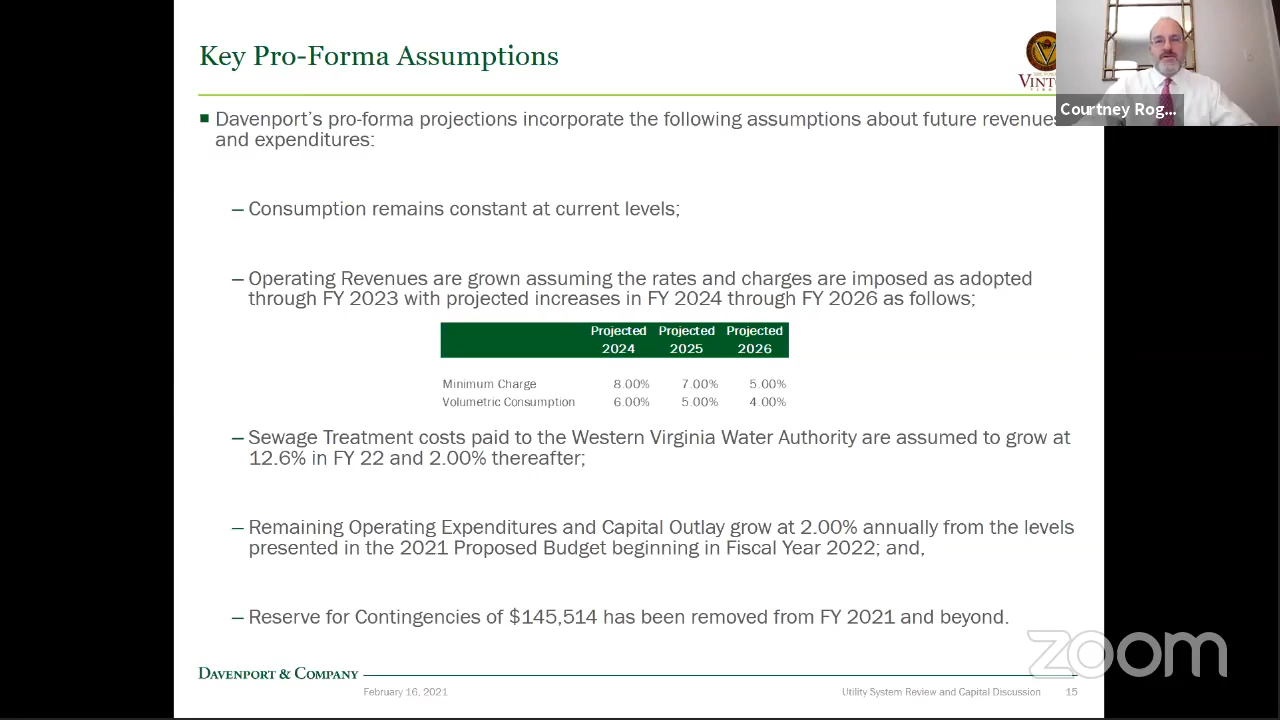 Key Pro-Forma Assumptions
Courtney Rog...
Davenport's pro-forma projections incorporate the following assumptions about future revenues
and expenditures:
– Consumption remains constant at current levels;
– Operating Revenues are grown assuming the rates and charges are imposed as adopted
through FY 2023 with projected increases in FY 2024 through FY 2026 as follows;
Projected Projected Projected
2024 2025 2026
Minimum Charge 8.00% 7.00% 5.00%
Volumetric Consumption 6.00% 5.00% 4.00%
– Sewage Treatment costs paid to the Western Virginia Water Authority are assumed to grow at
12.6% in FY 22 and 2.00% thereafter;
– Remaining Operating Expenditures and Capital Outlay grow at 2.00% annually from the levels
presented in the 2021 Proposed Budget beginning in Fiscal Year 2022; and,
– Reserve for Contingencies of $145,514 has been removed from FY 2021 and beyond.
zoom
DAVENPORT & COMPANY
February 16, 2021 Utility System Review and Capital Discussion 15